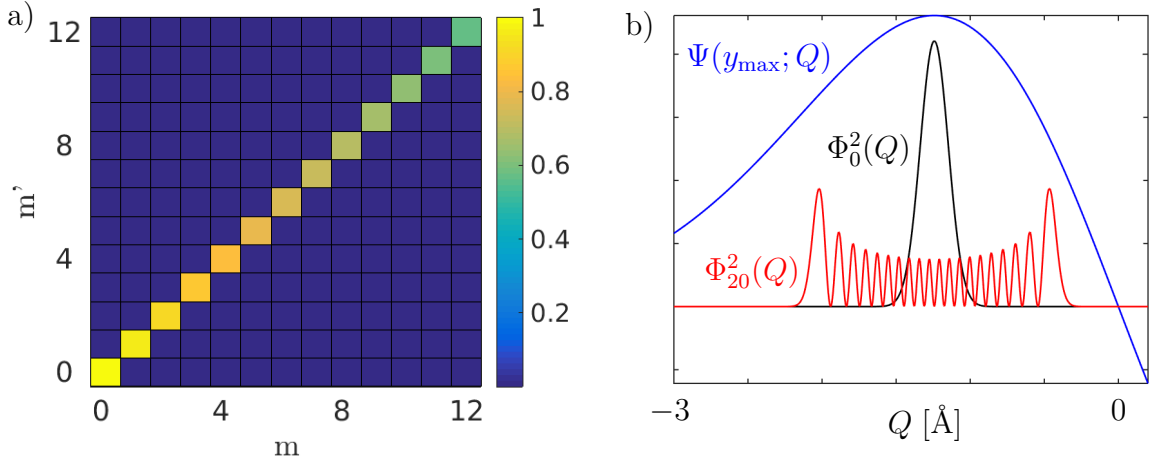 a)
12
8
4
0
m'
0
4
8
12
m
1
0.8
0.6
0.4
0.2
b)
Ψ(y_max; Q)
Φ_0^2(Q)
Φ_20^2(Q)
−3
0
Q [Å]